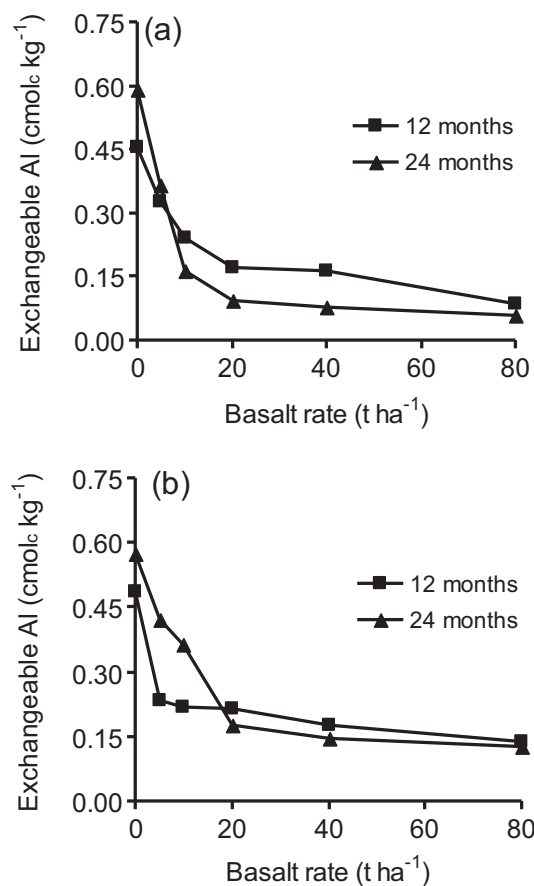 (a)
Exchangeable Al (cmolc kg-1)
0.75
0.60
0.45
0.30
0.15
0.00
12 months
24 months
0 20 40 60 80
Basalt rate (t ha-1)
(b)
Exchangeable Al (cmolc kg-1)
0.75
0.60
0.45
0.30
0.15
0.00
12 months
24 months
0 20 40 60 80
Basalt rate (t ha-1)